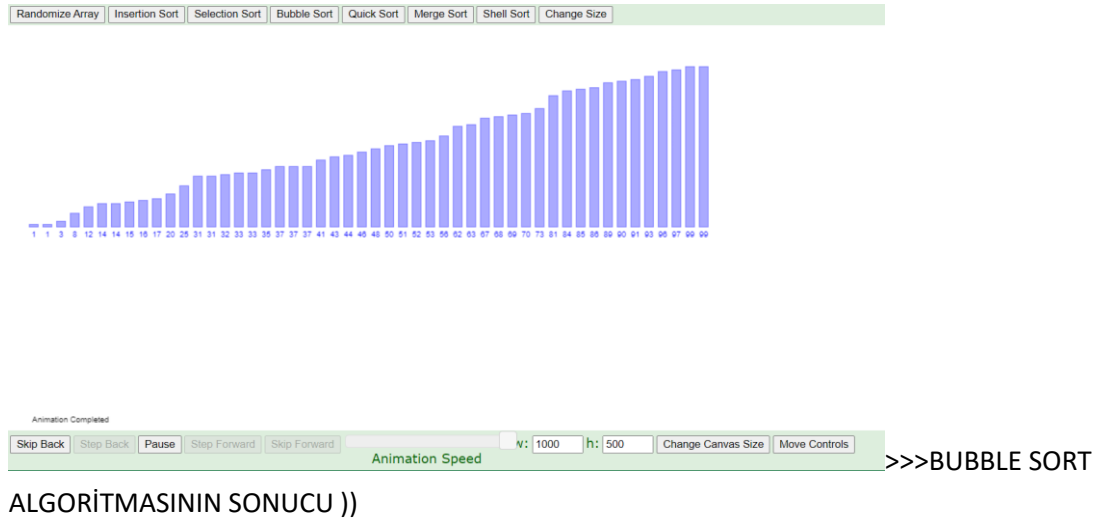 Randomize Array Insertion Sort Selection Sort Bubble Sort Quick Sort Merge Sort Shell Sort Change Size
1 1 3 8 12 14 14 15 16 17 20 25 31 31 32 33 33 35 37 37 37 41 43 44 46 48 50 51 52 53 56 62 63 67 68 69 70 73 81 84 85 86 89 90 91 93 96 97 99 99
Animation Completed
Skip Back Step Back Pause Step Forward Skip Forward w: 1000 h: 500 Change Canvas Size Move Controls
Animation Speed
>>>BUBBLE SORT
ALGORİTMASININ SONUCU ))